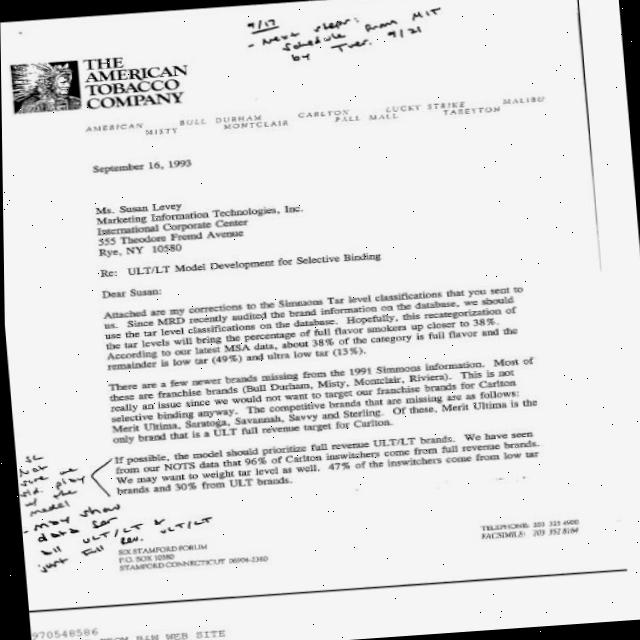 9/17
- Next steps:
Schedule from MIT
by Tues. 9/21
THE
AMERICAN
TOBACCO
COMPANY
AMERICAN BULL DURHAM CARLTON LUCKY STRIKE MALIBU
MISTY MONTCLAIR PALL MALL TAREYTON
September 16, 1993
Ms. Susan Levey
Marketing Information Technologies, Inc.
International Corporate Center
555 Theodore Fremd Avenue
Rye, NY 10580
Re: ULT/LT Model Development for Selective Binding
Dear Susan:
Attached are my corrections to the Simmons Tar level classifications that you sent to
us. Since MRD recently audited the brand information on the database, we should
use the tar level classifications on the database. Hopefully, this recategorization of
the tar levels will bring the percentage of full flavor smokers up closer to 38%.
According to our latest MSA data, about 38% of the category is full flavor and the
remainder is low tar (49%) and ultra low tar (13%).
There are a few newer brands missing from the 1991 Simmons information. Most of
these are franchise brands (Bull Durham, Misty, Montclair, Riviera). This is not
really an issue since we would not want to target our franchise brands for Carlton
selective binding anyway. The competitive brands that are missing are as follows:
Merit Ultima, Saratoga, Savannah, Savvy and Sterling. Of these, Merit Ultima is the
only brand that is a ULT full revenue target for Carlton.
If possible, the model should prioritize full revenue ULT/LT brands. We have seen
from our NOTS data that 96% of Carlton inswitchers come from full revenue brands.
We may want to weight tar level as well. 47% of the inswitchers come from low tar
brands and 30% from ULT brands.
not
sure we
play
w/ the
model
- may show
data for
all ULT/LT &
just full rev. ULT/LT
SIX STAMFORD FORUM
P.O. BOX 10380
STAMFORD CONNECTICUT 06904-2380
TELEPHONE: 203 325 4900
FACSIMILE: 203 352 8164
970548586
FROM B&W WEB SITE